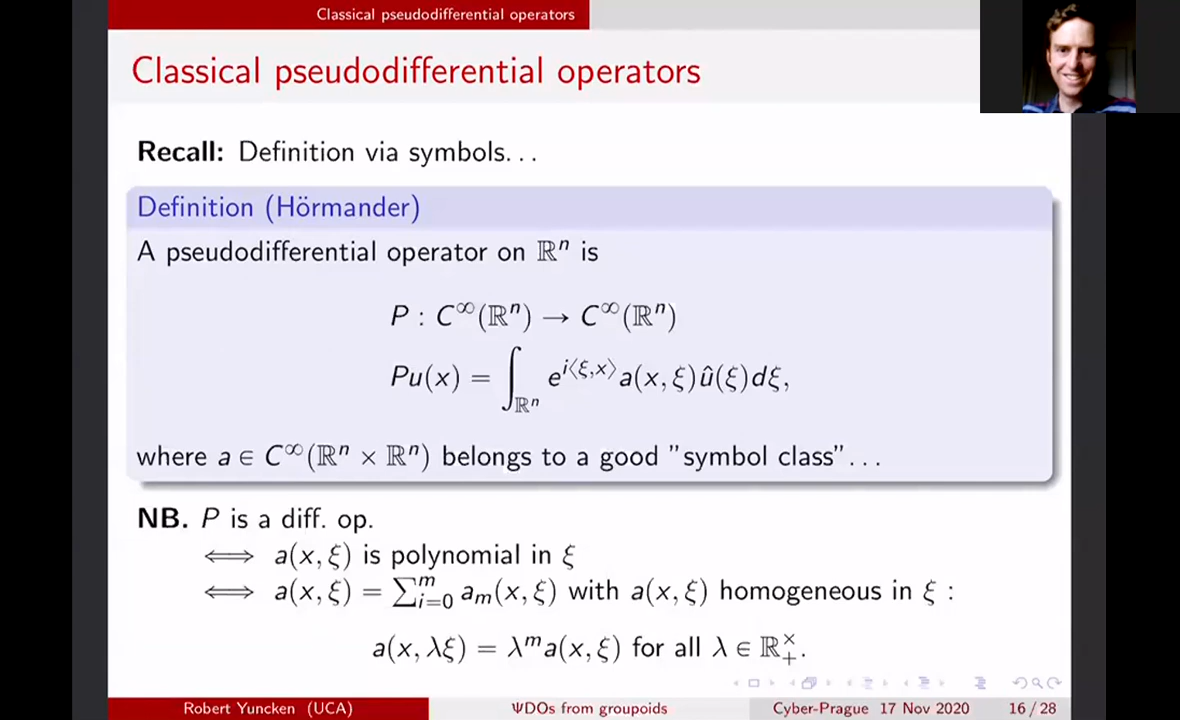 Classical pseudodifferential operators
Classical pseudodifferential operators
Recall: Definition via symbols. . .
Definition (Hörmander)
A pseudodifferential operator on ℝⁿ is
P : C^∞(ℝⁿ) → C^∞(ℝⁿ)
Pu(x) = ∫_{ℝⁿ} e^{i⟨ξ,x⟩} a(x, ξ)û(ξ)dξ,
where a ∈ C^∞(ℝⁿ × ℝⁿ) belongs to a good ”symbol class”. . .
NB. P is a diff. op.
⟺ a(x, ξ) is polynomial in ξ
⟺ a(x, ξ) = ∑_{i=0}^{m} a_m(x, ξ) with a(x, ξ) homogeneous in ξ :
a(x, λξ) = λ^m a(x, ξ) for all λ ∈ ℝ_+^×.
Robert Yuncken (UCA) ΨDOs from groupoids Cyber-Prague 17 Nov 2020 16 / 28